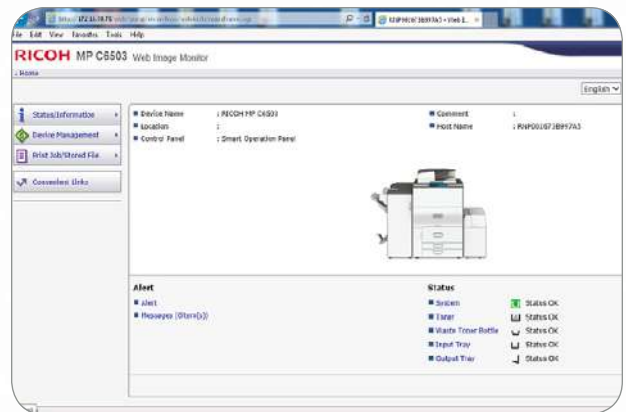 Edit View Favorites Tools Help
RICOH MP C6503 Web Image Monitor
Home
English
Status/Information
Device Name : RICOH MP C6503
Comment :
Location :
Host Name
Device Management
Control Panel : Smart Operation Panel
Print Job/Stored File
Convenient Links
Alert
Status
Alert
System Status OK
Messages
Toner Status OK
Waste Toner Bottle Status OK
Input Tray Status OK
Output Tray Status OK